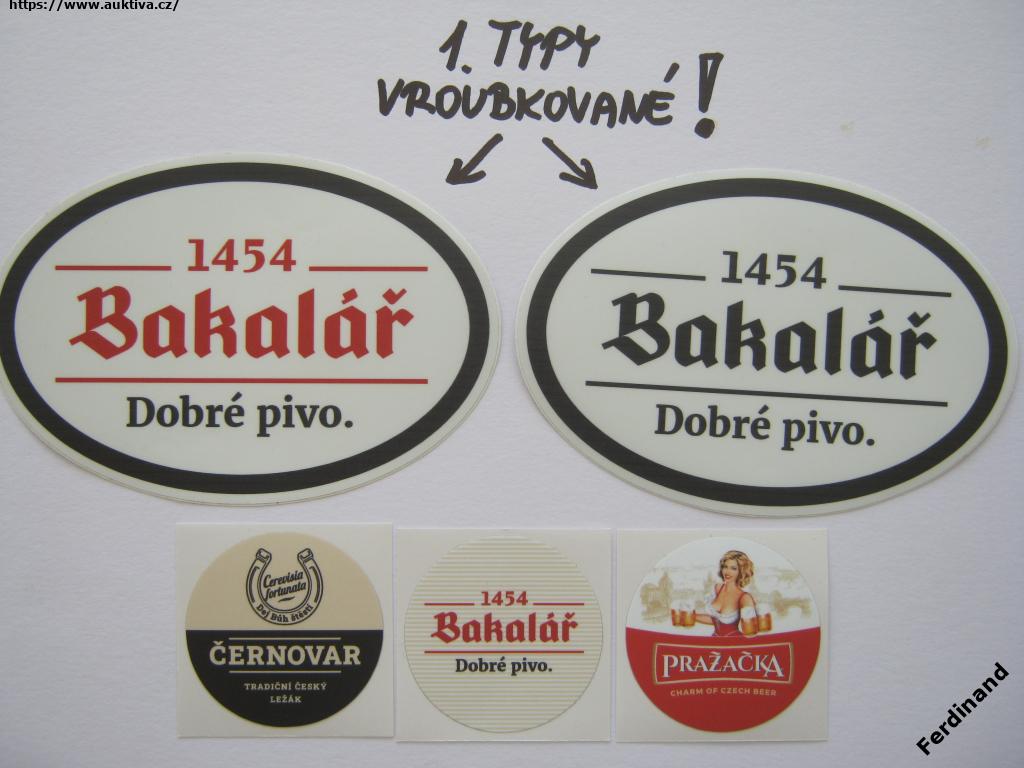 https://www.auktiva.cz/
1. TYPY
VROUBKOVANÉ!
1454
Bakalář
Dobré pivo.
1454
Bakalář
Dobré pivo.
Cerevisia
fortunata
Dej Bůh štěstí
ČERNOVAR
TRADIČNÍ ČESKÝ
LEŽÁK
1454
Bakalář
Dobré pivo.
PRAŽAČKA
CHARM OF CZECH BEER
Ferdinand